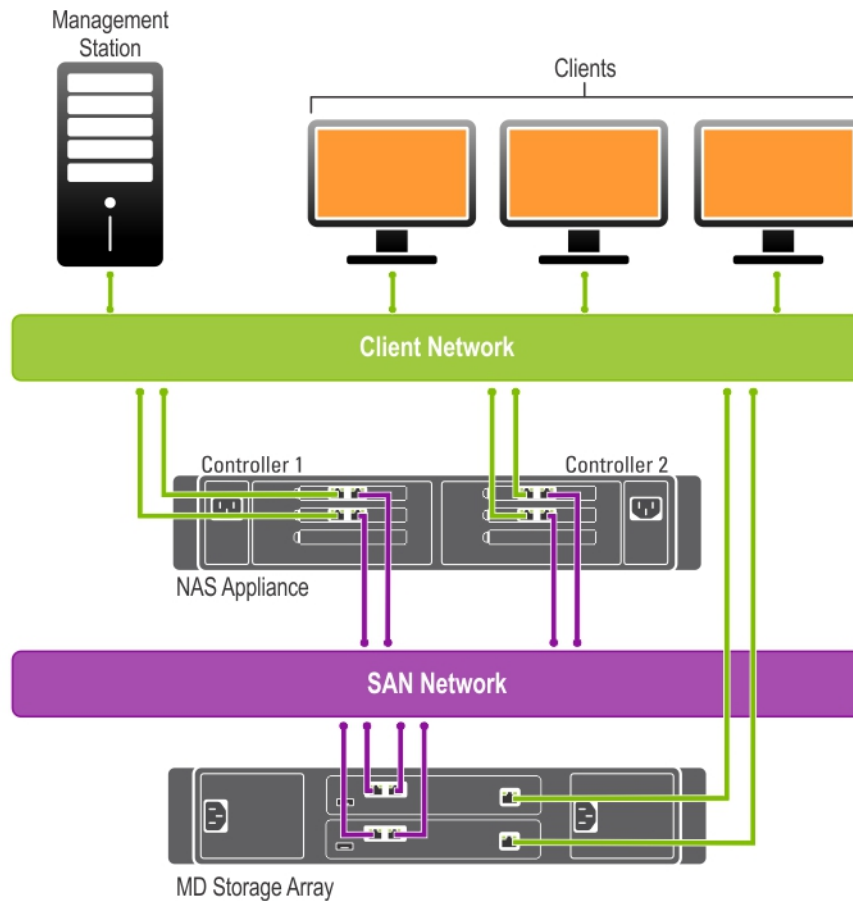 Management
Station
Clients
Client Network
Controller 1
Controller 2
NAS Appliance
SAN Network
MD Storage Array